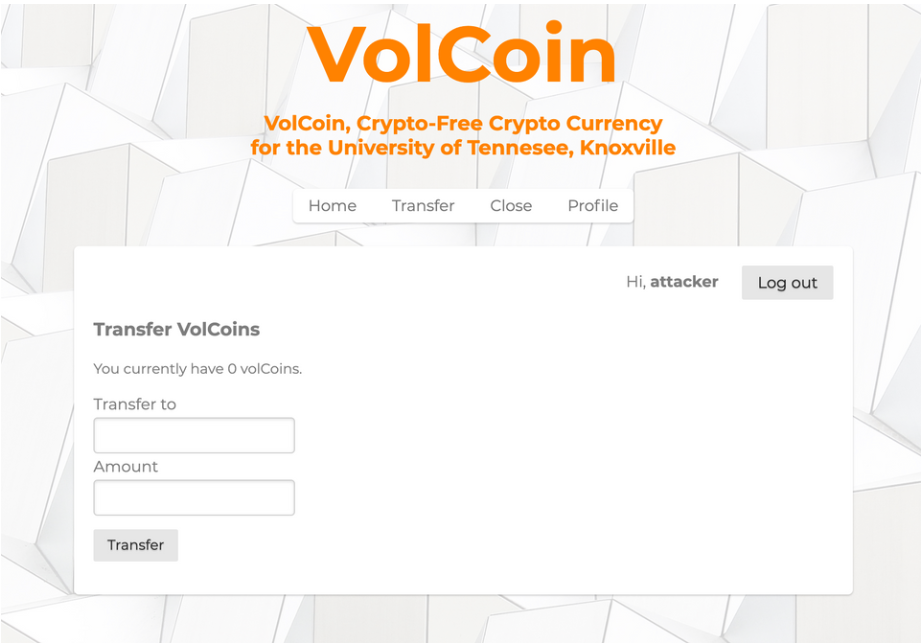 VolCoin
VolCoin, Crypto-Free Crypto Currency
for the University of Tennesee, Knoxville
Home Transfer Close Profile
Hi, attacker Log out
Transfer VolCoins
You currently have 0 volCoins.
Transfer to
Amount
Transfer